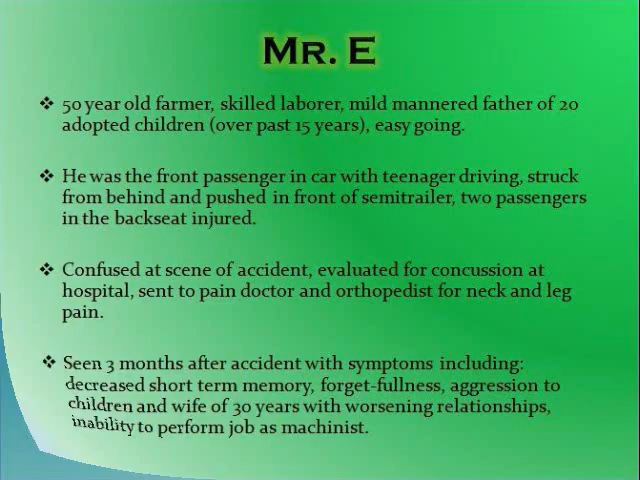 MR. E
❖ 50 year old farmer, skilled laborer, mild mannered father of 20
adopted children (over past 15 years), easy going.
❖ He was the front passenger in car with teenager driving, struck
from behind and pushed in front of semitrailer, two passengers
in the backseat injured.
❖ Confused at scene of accident, evaluated for concussion at
hospital, sent to pain doctor and orthopedist for neck and leg
pain.
❖ Seen 3 months after accident with symptoms including:
decreased short term memory, forget-fullness, aggression to
children and wife of 30 years with worsening relationships,
inability to perform job as machinist.